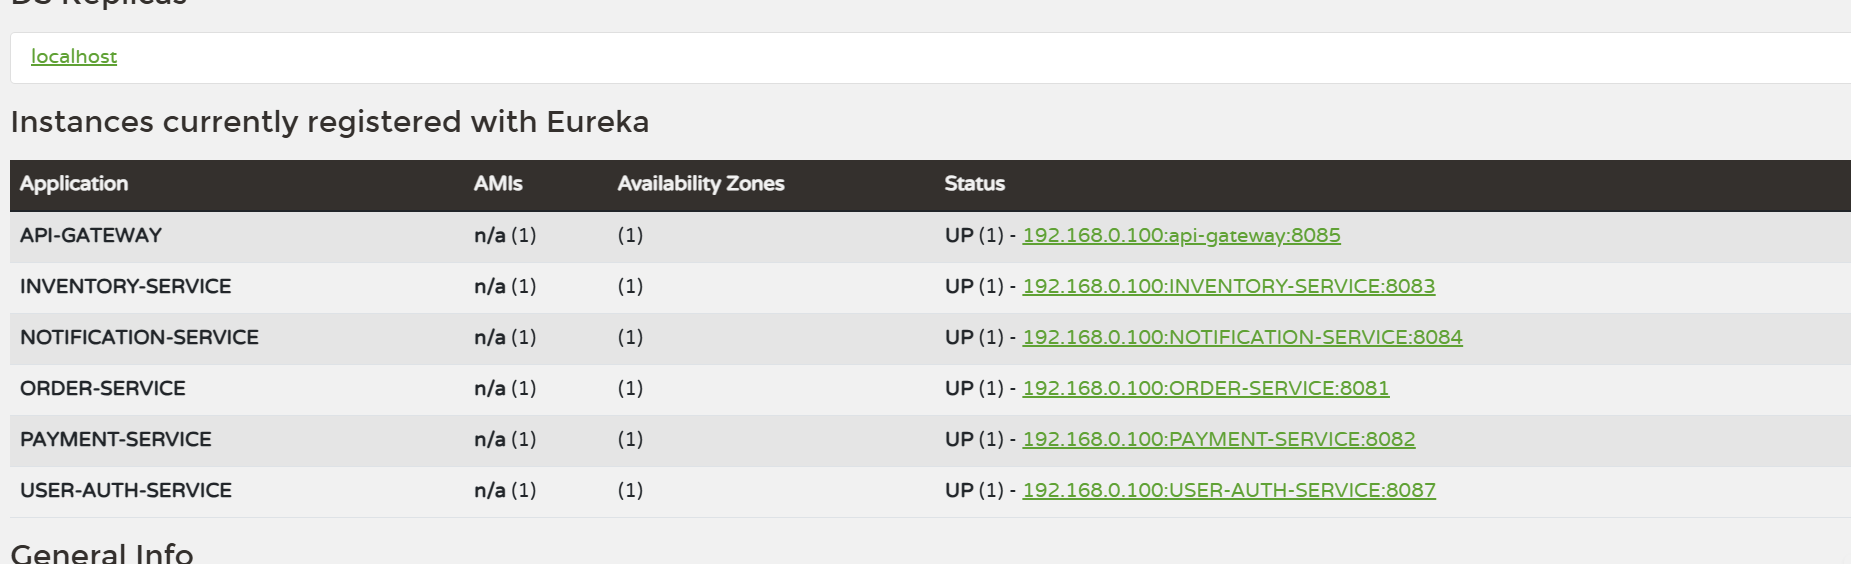 DS Replicas
localhost
Instances currently registered with Eureka
Application AMIs Availability Zones Status
API-GATEWAY n/a (1) (1) UP (1) - 192.168.0.100:api-gateway:8085
INVENTORY-SERVICE n/a (1) (1) UP (1) - 192.168.0.100:INVENTORY-SERVICE:8083
NOTIFICATION-SERVICE n/a (1) (1) UP (1) - 192.168.0.100:NOTIFICATION-SERVICE:8084
ORDER-SERVICE n/a (1) (1) UP (1) - 192.168.0.100:ORDER-SERVICE:8081
PAYMENT-SERVICE n/a (1) (1) UP (1) - 192.168.0.100:PAYMENT-SERVICE:8082
USER-AUTH-SERVICE n/a (1) (1) UP (1) - 192.168.0.100:USER-AUTH-SERVICE:8087
General Info